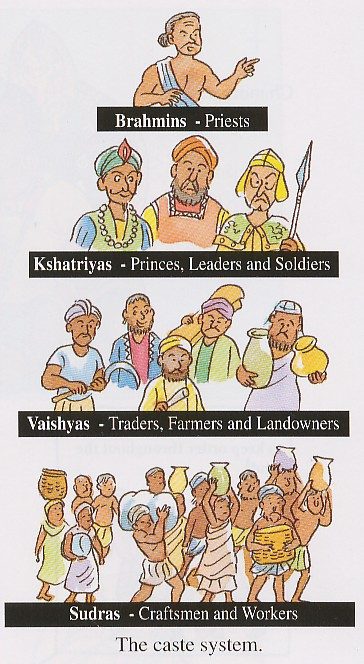 Brahmins - Priests
Kshatriyas - Princes, Leaders and Soldiers
Vaishyas - Traders, Farmers and Landowners
Sudras - Craftsmen and Workers
The caste system.